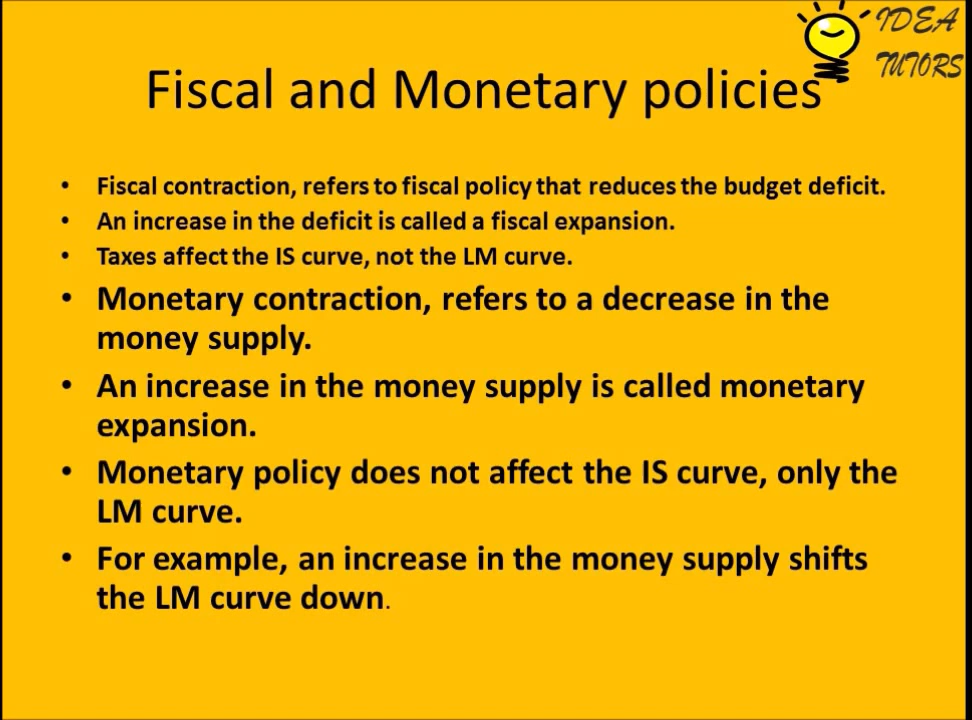 IDEA
TUTORS
Fiscal and Monetary policies
• Fiscal contraction, refers to fiscal policy that reduces the budget deficit.
• An increase in the deficit is called a fiscal expansion.
• Taxes affect the IS curve, not the LM curve.
• Monetary contraction, refers to a decrease in the
money supply.
• An increase in the money supply is called monetary
expansion.
• Monetary policy does not affect the IS curve, only the
LM curve.
• For example, an increase in the money supply shifts
the LM curve down.